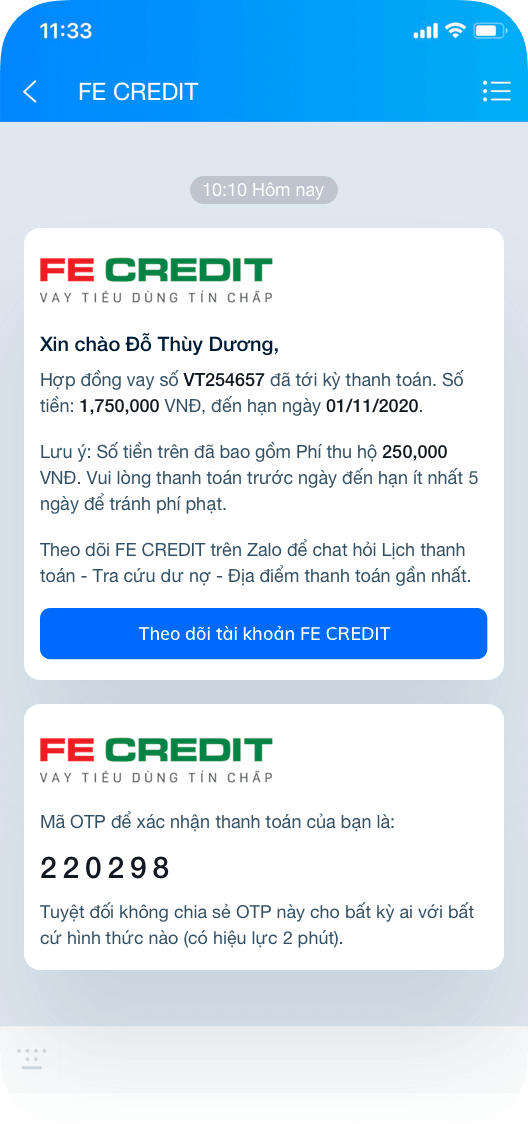 11:33
FE CREDIT
10:10 Hôm nay
FE CREDIT
VAY TIÊU DÙNG TÍN CHẤP
Xin chào Đỗ Thùy Dương,
Hợp đồng vay số VT254657 đã tới kỳ thanh toán. Số
tiền: 1,750,000 VNĐ, đến hạn ngày 01/11/2020.
Lưu ý: Số tiền trên đã bao gồm Phí thu hộ 250,000
VNĐ. Vui lòng thanh toán trước ngày đến hạn ít nhất 5
ngày để tránh phí phạt.
Theo dõi FE CREDIT trên Zalo để chat hỏi Lịch thanh
toán - Tra cứu dư nợ - Địa điểm thanh toán gần nhất.
Theo dõi tài khoản FE CREDIT
FE CREDIT
VAY TIÊU DÙNG TÍN CHẤP
Mã OTP để xác nhận thanh toán của bạn là:
220298
Tuyệt đối không chia sẻ OTP này cho bất kỳ ai với bất
cứ hình thức nào (có hiệu lực 2 phút).